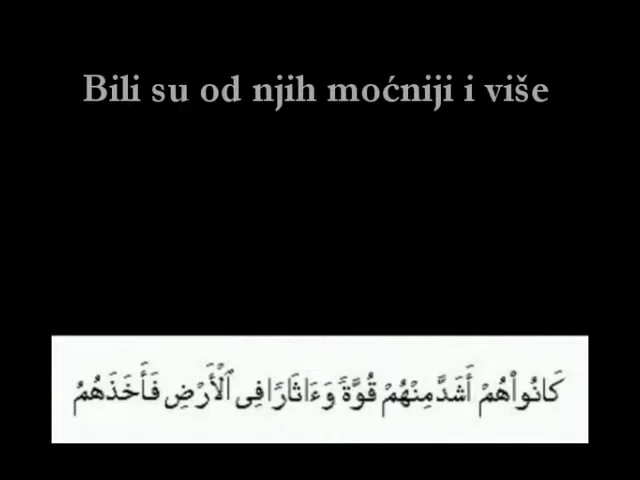 Bili su od njih moćniji i više
كَانُوا۟ هُمْ أَشَدَّ مِنْهُمْ قُوَّةً وَءَاثَارًا فِى ٱلْأَرْضِ فَأَخَذَهُمُ